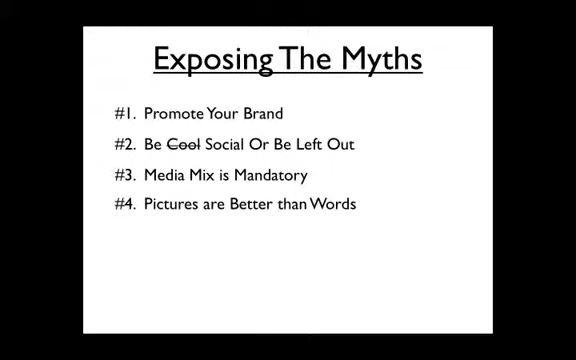 Exposing The Myths
#1. Promote Your Brand
#2. Be Cool Social Or Be Left Out
#3. Media Mix is Mandatory
#4. Pictures are Better than Words